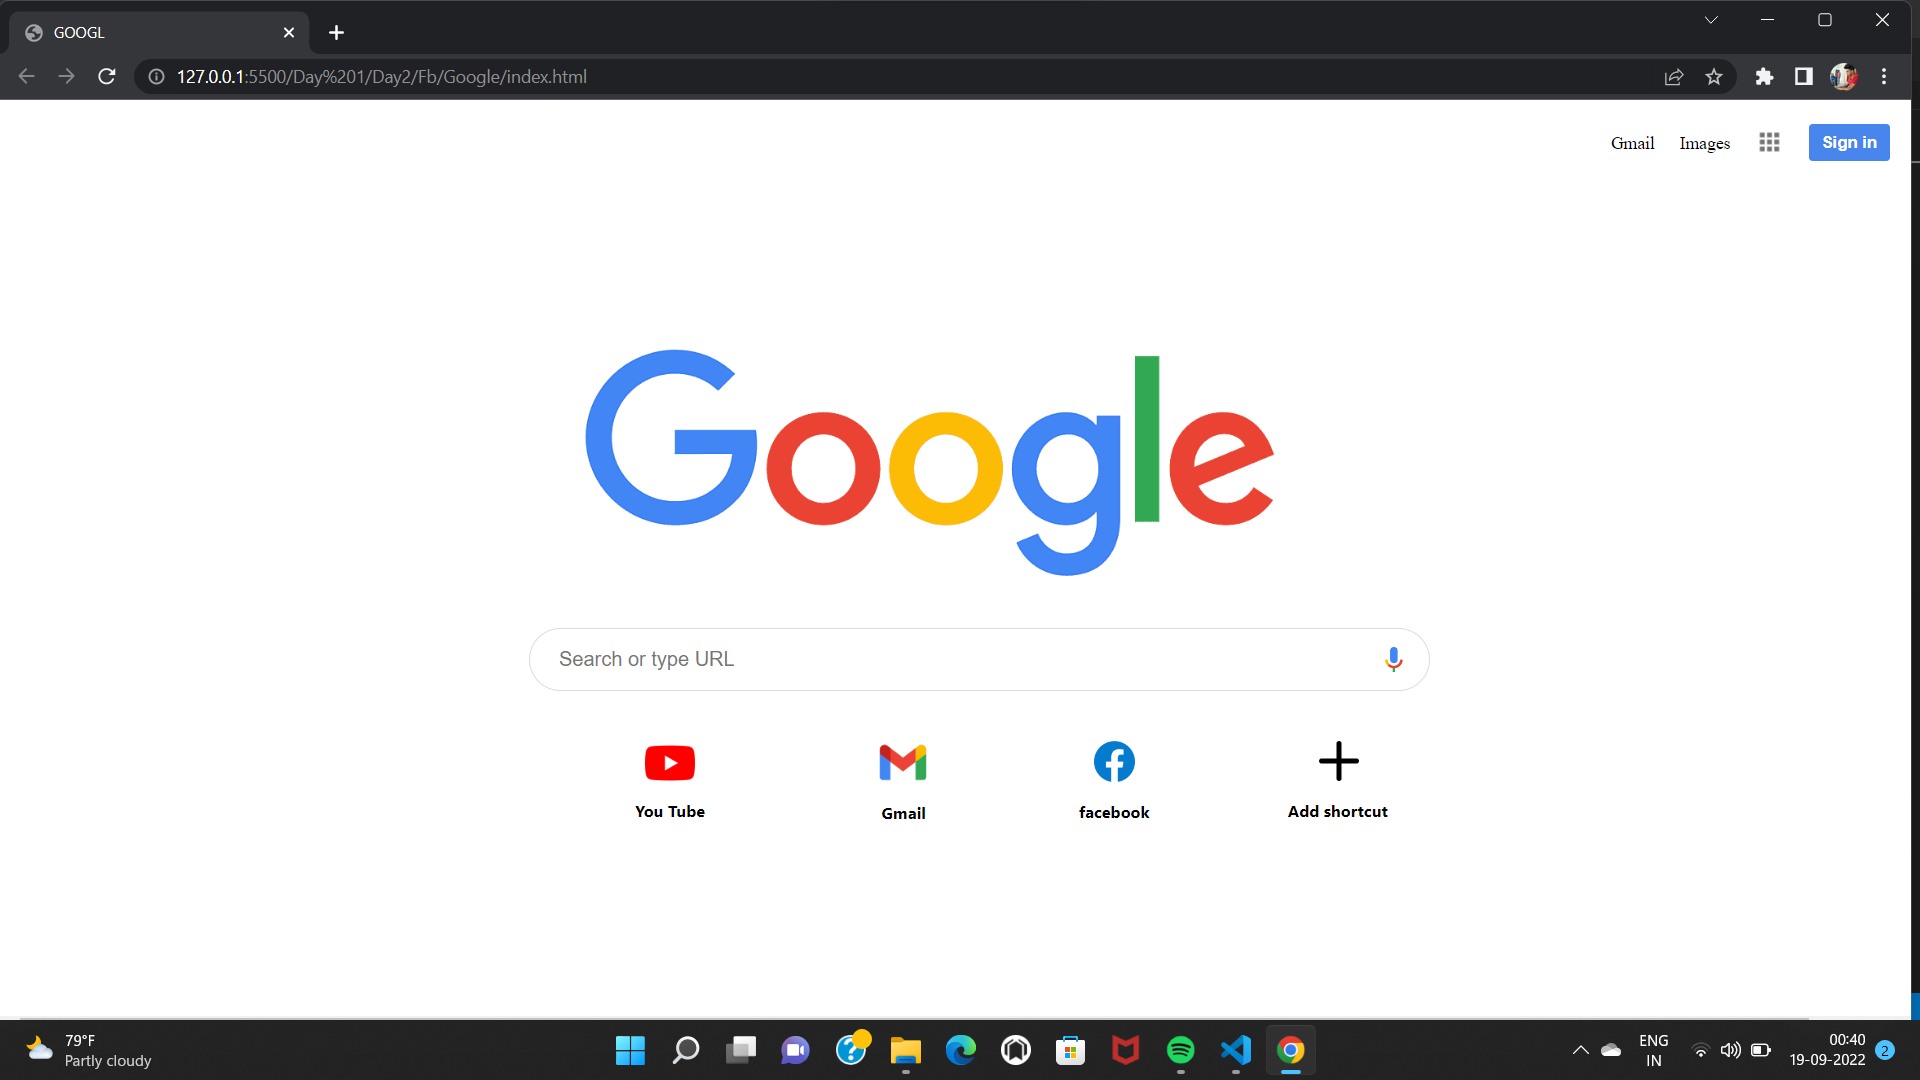 GOOGL
127.0.0.1:5500/Day%201/Day2/Fb/Google/index.html
Gmail Images Sign in
Google
Search or type URL
You Tube Gmail facebook Add shortcut
79°F
Partly cloudy
ENG
IN
00:40
19-09-2022
2